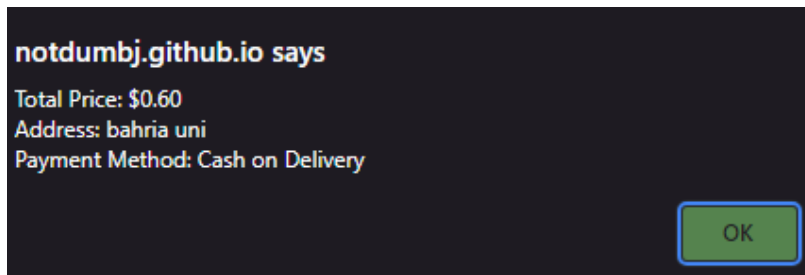 notdumbj.github.io says
Total Price: $0.60
Address: bahria uni
Payment Method: Cash on Delivery
OK